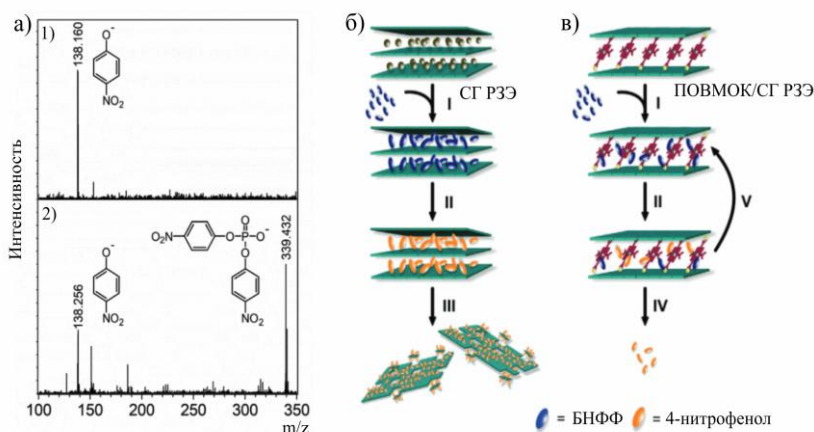 а)
Интенсивность
1)
138.160
O-
NO₂
2)
138.256
O-
NO₂
O₂N
O
P
O
O-
O
NO₂
339.432
100 150 200 250 300 350
m/z
б)
СГ РЗЭ
I
II
III
в)
ПОВМОК/СГ РЗЭ
I
II
V
IV
= БНФФ = 4-нитрофенол